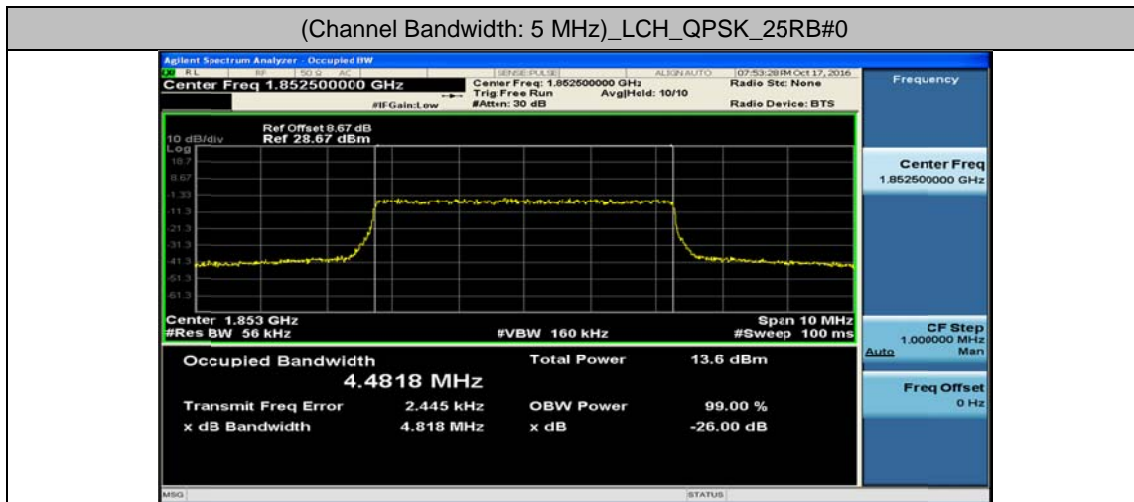 (Channel Bandwidth: 5 MHz)_LCH_QPSK_25RB#0
Agilent Spectrum Analyzer - Occupied BW
RL RF 50 Ω AC SENSE:PULSE ALIGN AUTO 07:53:28 PM Oct 17, 2016
Center Freq 1.852500000 GHz
Center Freq: 1.852500000 GHz
Radio Std: None
Trig: Free Run Avg|Hold: 10/10
#IFGain:Low #Atten: 30 dB Radio Device: BTS
Ref Offset 8.67 dB
10 dB/div Ref 28.67 dBm
Log
18.7
8.67
-1.33
-11.3
-21.3
-31.3
-41.3
-51.3
-61.3
Center 1.853 GHz Span 10 MHz
#Res BW 56 kHz #VBW 160 kHz #Sweep 100 ms
Occupied Bandwidth Total Power 13.6 dBm
4.4818 MHz
Transmit Freq Error 2.445 kHz OBW Power 99.00 %
x dB Bandwidth 4.818 MHz x dB -26.00 dB
MSG STATUS
Frequency
Center Freq
1.852500000 GHz
CF Step
1.000000 MHz
Auto Man
Freq Offset
0 Hz